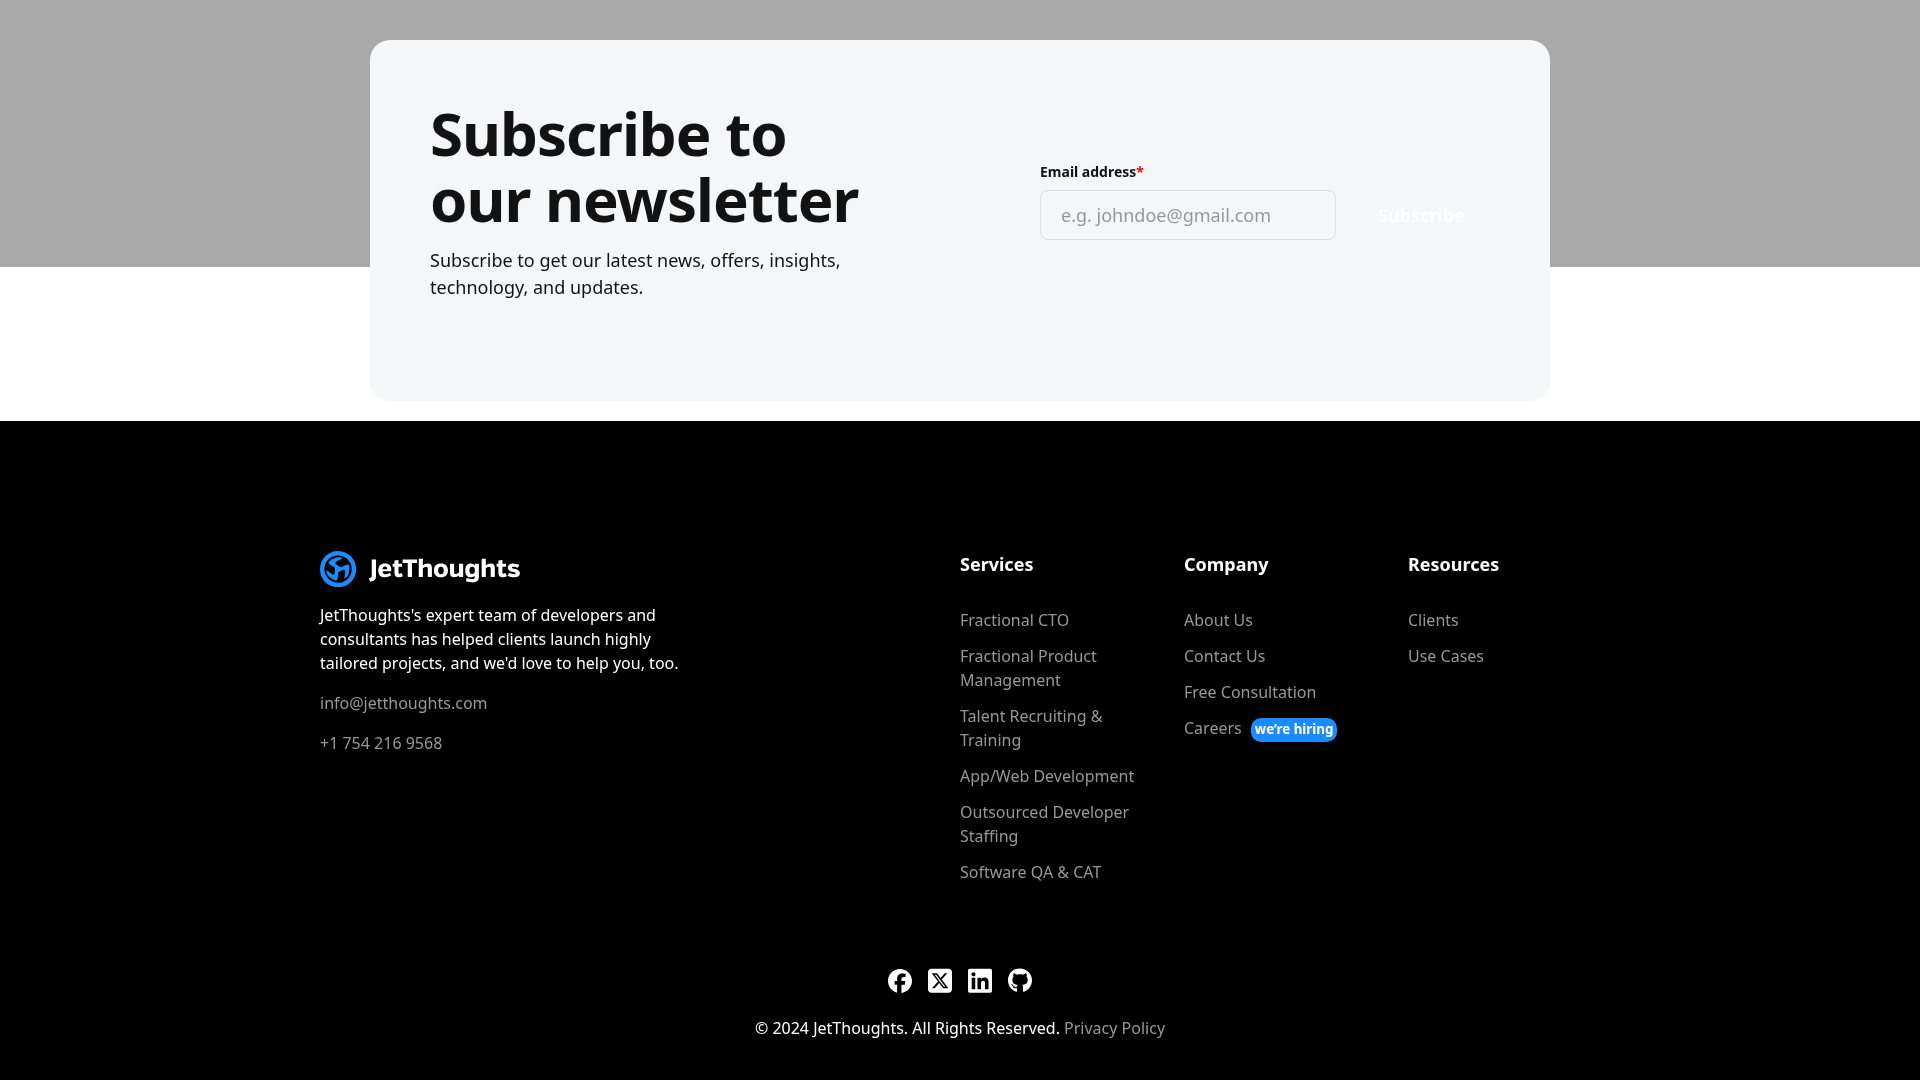 Subscribe to
our newsletter
Subscribe to get our latest news, offers, insights,
technology, and updates.
Email address*
e.g. johndoe@gmail.com
Subscribe
JetThoughts
JetThoughts's expert team of developers and
consultants has helped clients launch highly
tailored projects, and we'd love to help you, too.
info@jetthoughts.com
+1 754 216 9568
Services
Fractional CTO
Fractional Product
Management
Talent Recruiting &
Training
App/Web Development
Outsourced Developer
Staffing
Software QA & CAT
Company
About Us
Contact Us
Free Consultation
Careers we’re hiring
Resources
Clients
Use Cases
© 2024 JetThoughts. All Rights Reserved. Privacy Policy